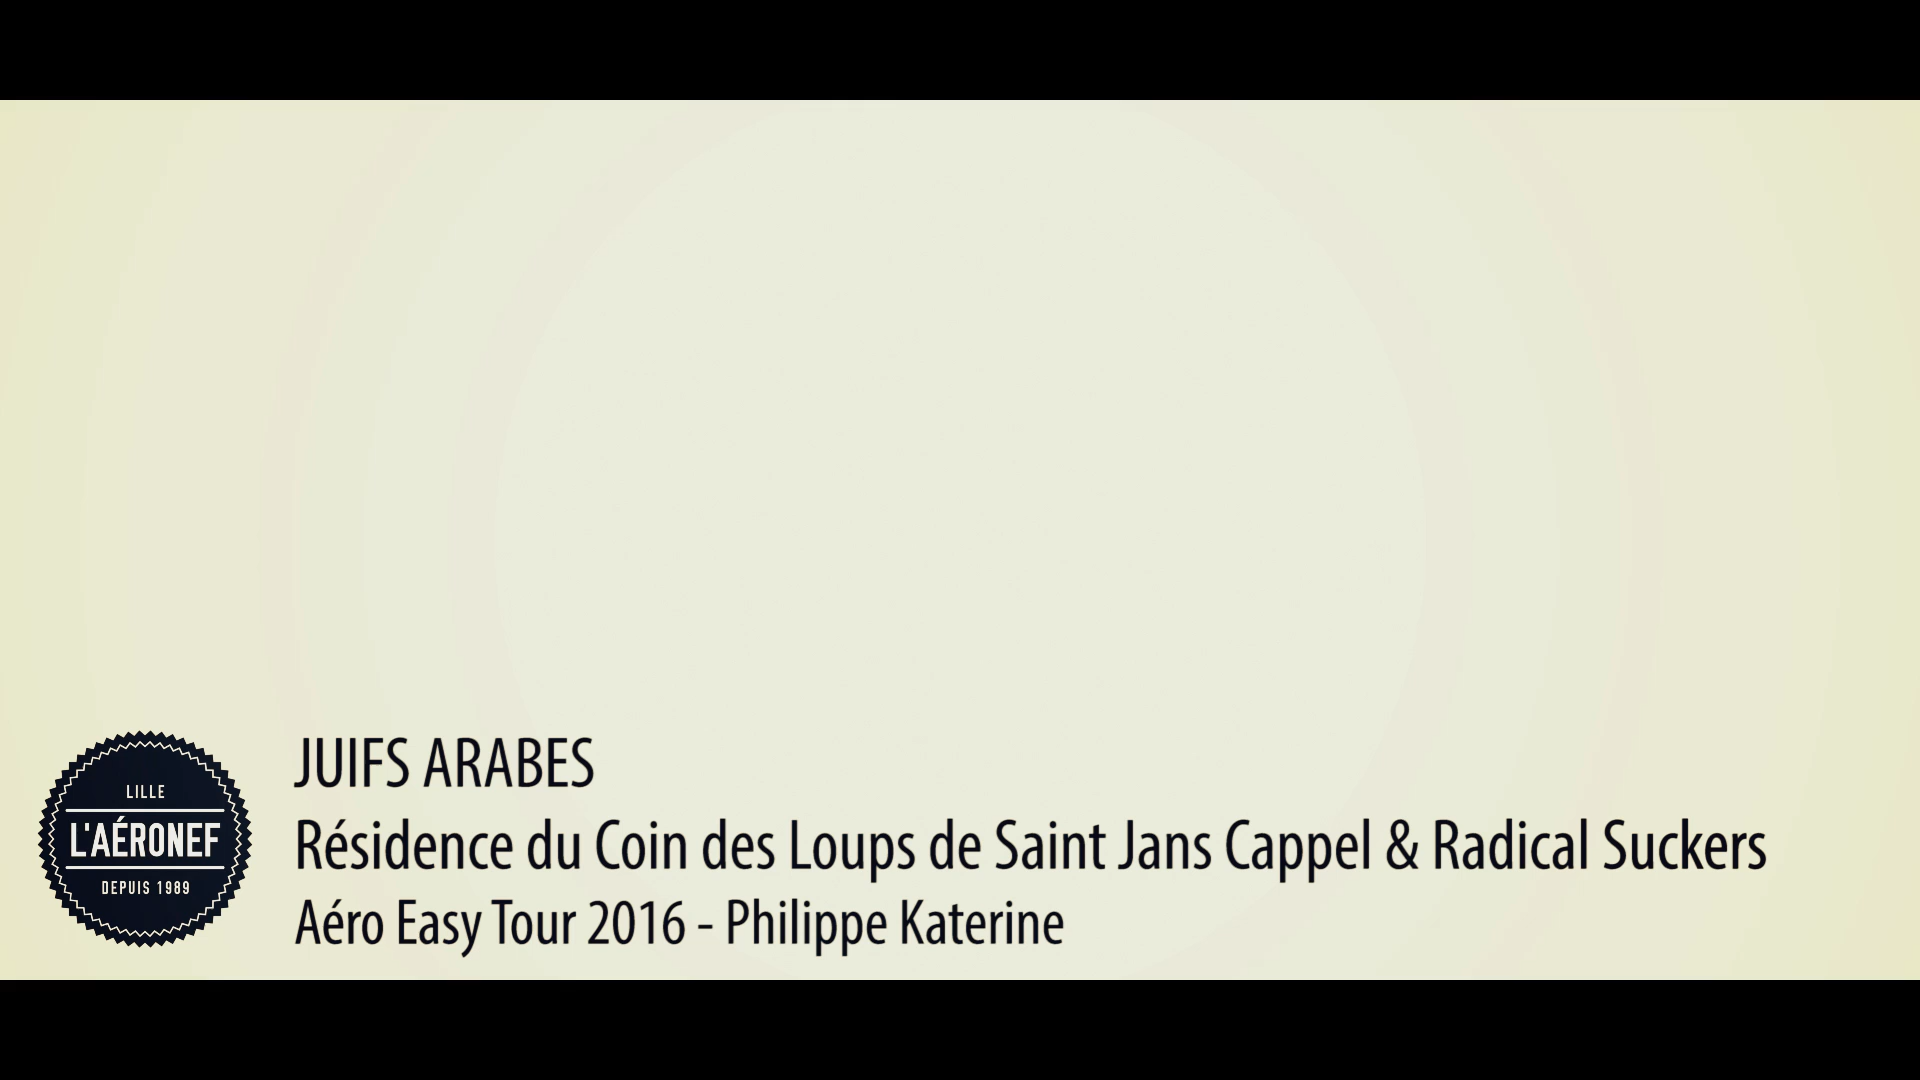 JUIFS ARABES
Résidence du Coin des Loups de Saint Jans Cappel & Radical Suckers
Aéro Easy Tour 2016 - Philippe Katerine
LILLE
L'AÉRONEF
DEPUIS 1989